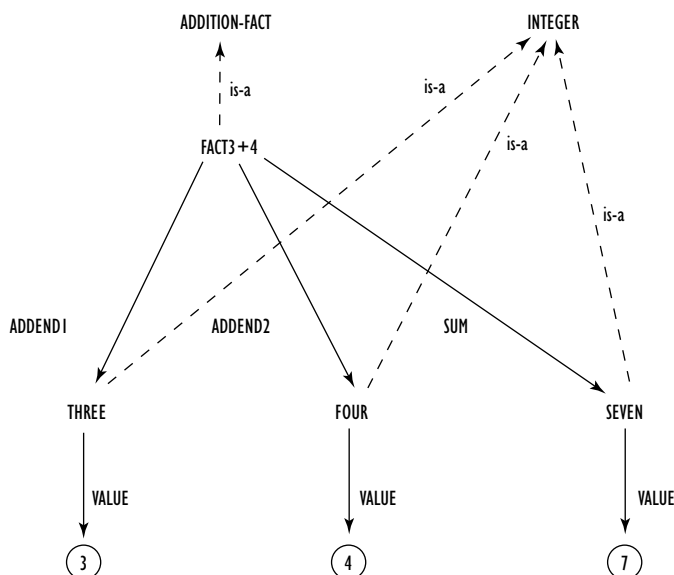 ADDITION-FACT
INTEGER
is-a
is-a
FACT3+4
is-a
is-a
ADDEND1
ADDEND2
SUM
THREE
FOUR
SEVEN
VALUE
VALUE
VALUE
3
4
7